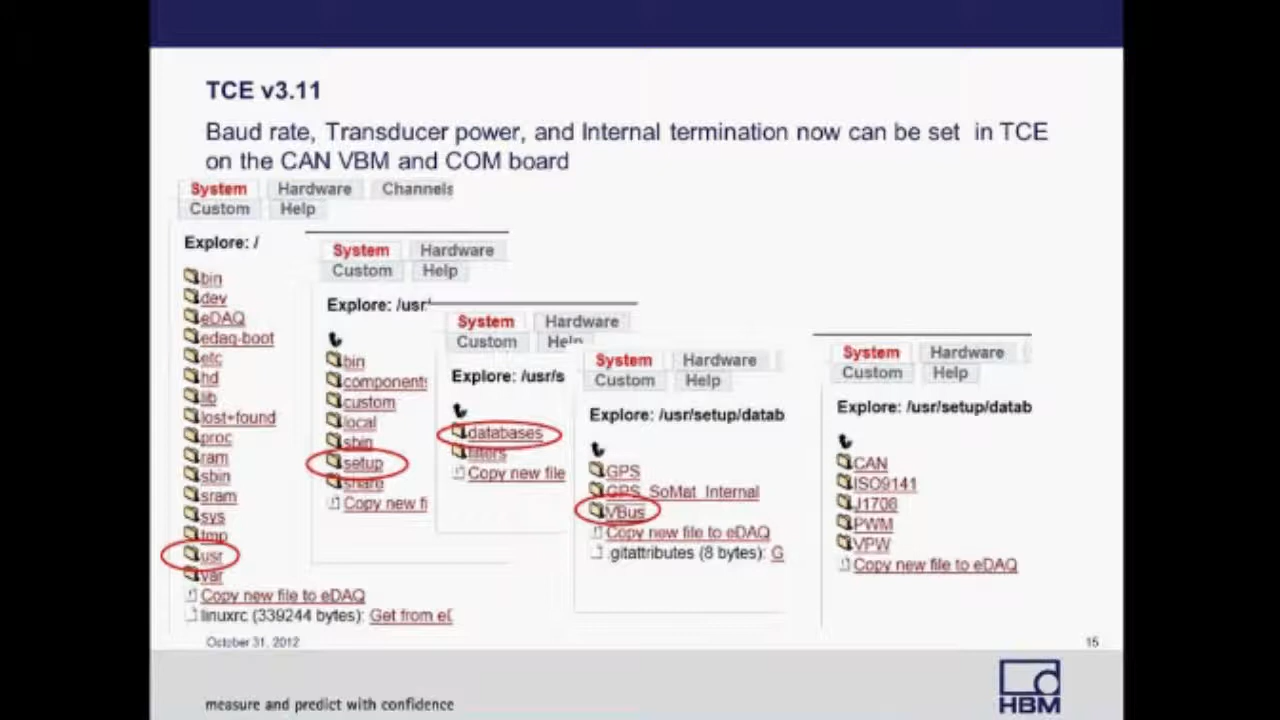 TCE v3.11
Baud rate, Transducer power, and Internal termination now can be set in TCE
on the CAN VBM and COM board
System Hardware Channels
Custom Help
Explore: /
bin
dev
eDAQ
edaq-boot
etc
hd
lib
lost+found
proc
ram
sbin
sram
sys
tmp
usr
var
Copy new file to eDAQ
linuxrc (339244 bytes): Get from e
System Hardware
Custom Help
Explore: /usr/
bin
components
custom
local
sbin
setup
share
Copy new fi
System Hardware
Custom Help
Explore: /usr/s
databases
filters
Copy new file
System Hardware
Custom Help
Explore: /usr/setup/datab
GPS
GPS_SoMat_Internal
VBus
Copy new file to eDAQ
.gitattributes (8 bytes): G
System Hardware
Custom Help
Explore: /usr/setup/datab
CAN
ISO9141
J1708
PWM
VPW
Copy new file to eDAQ
October 31, 2012
15
measure and predict with confidence
HBM